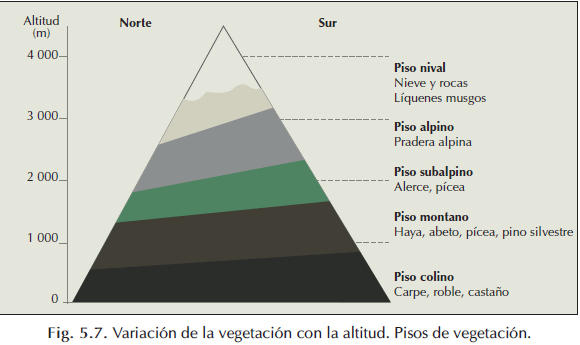 Altitud
(m)
Norte
Sur
4 000
Piso nival
Nieve y rocas
Líquenes musgos
3 000
Piso alpino
Pradera alpina
2 000
Piso subalpino
Alerce, pícea
Piso montano
Haya, abeto, pícea, pino silvestre
1 000
Piso colino
Carpe, roble, castaño
0
Fig. 5.7. Variación de la vegetación con la altitud. Pisos de vegetación.